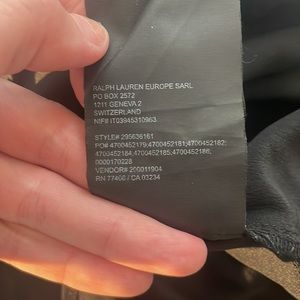 RALPH LAUREN EUROPE SARL
PO BOX 2572
1211 GENEVA 2
SWITZERLAND
NIF# IT03945310963
STYLE# 295636161
PO# 4700452179;4700452181;4700452182;
4700452184;4700452185;4700452186;
0000170228
VENDOR# 200011904
RN 77466 / CA 03234